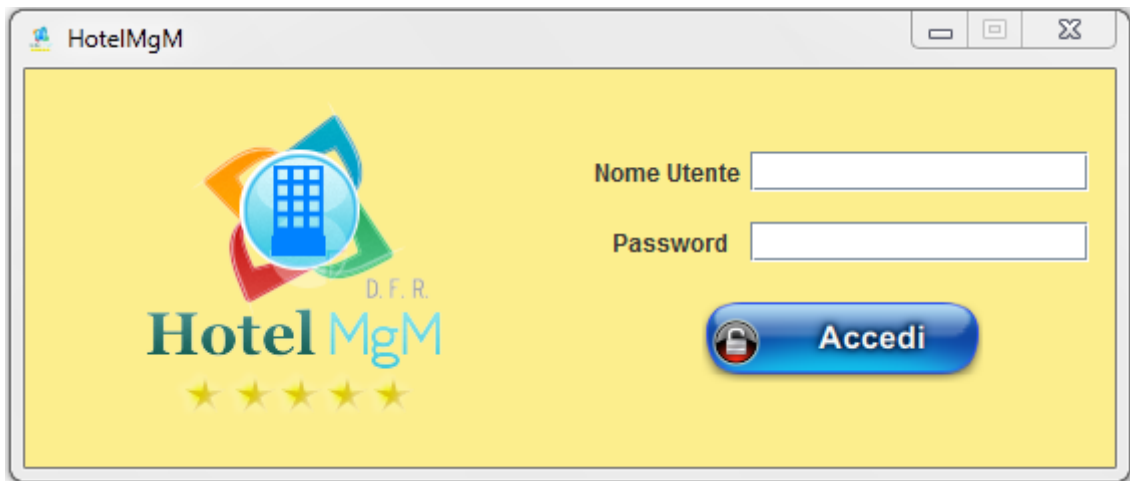 HotelMgM
Nome Utente
Password
D. F. R.
Hotel MgM
Accedi